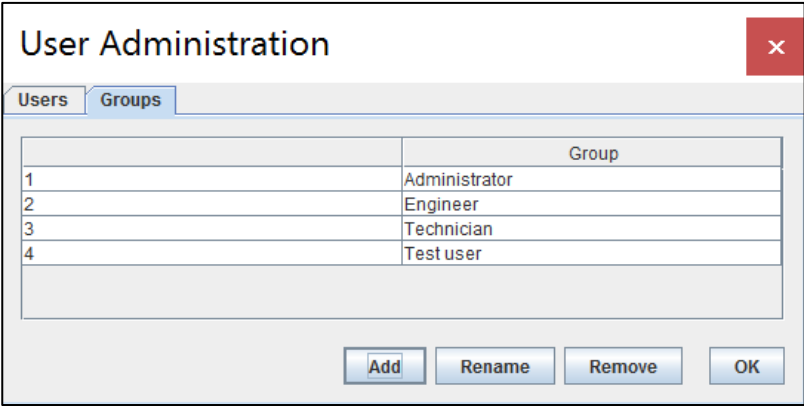 User Administration ×
Users Groups
Group
1 Administrator
2 Engineer
3 Technician
4 Test user
Add Rename Remove OK